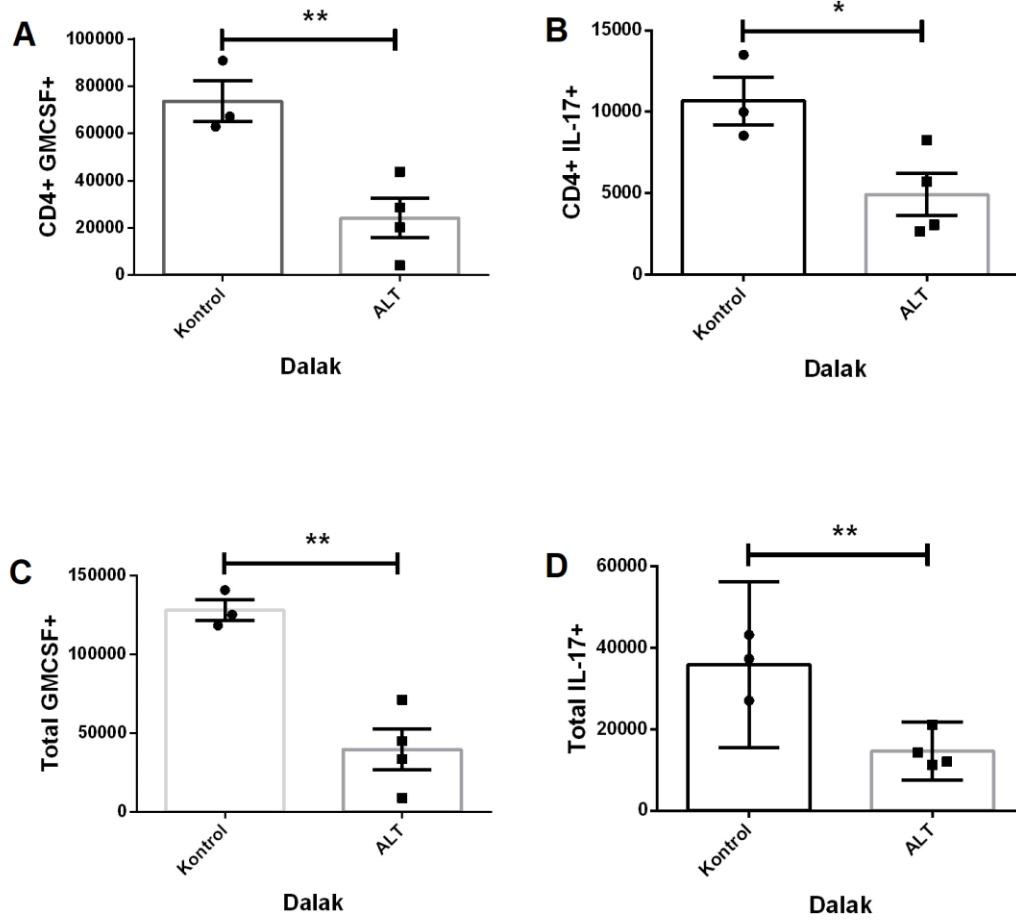 A
**
CD4+ GMCSF+
100000
80000
60000
40000
20000
0
Kontrol
ALT
Dalak
B
*
CD4+ IL-17+
15000
10000
5000
0
Kontrol
ALT
Dalak
C
**
Total GMCSF+
150000
100000
50000
0
Kontrol
ALT
Dalak
D
**
Total IL-17+
60000
40000
20000
0
Kontrol
ALT
Dalak